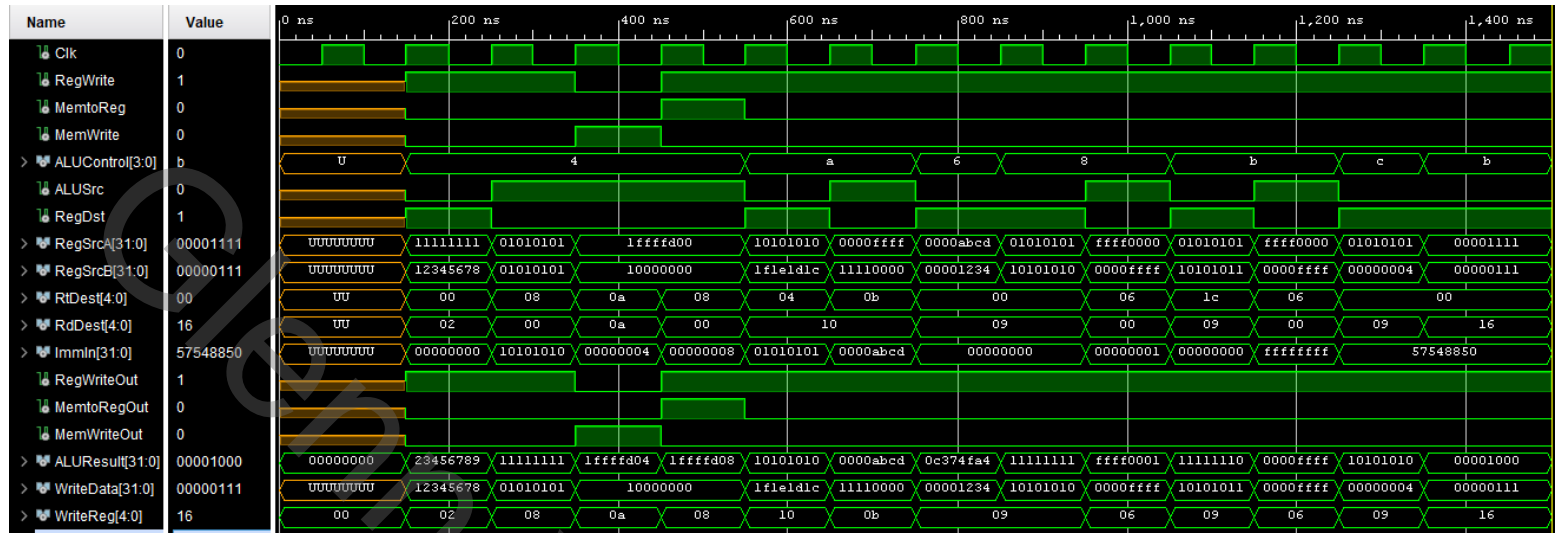 Name Value 0 ns 200 ns 400 ns 600 ns 800 ns 1,000 ns 1,200 ns 1,400 ns
Clk 0
RegWrite 1
MemtoReg 0
MemWrite 0
ALUControl[3:0] b U 4 a 6 8 b c b
ALUSrc 0
RegDst 1
RegSrcA[31:0] 00001111 UUUUUUUU 11111111 01010101 1ffffd00 10101010 0000ffff 0000abcd 01010101 ffff0000 01010101 ffff0000 01010101 00001111
RegSrcB[31:0] 00000111 UUUUUUUU 12345678 01010101 10000000 1f1e1d1c 11110000 00001234 10101010 0000ffff 10101011 0000ffff 00000004 00000111
RtDest[4:0] 00 UU 00 08 0a 08 04 0b 00 06 1c 06 00
RdDest[4:0] 16 UU 02 00 0a 00 10 09 00 09 00 09 16
ImmIn[31:0] 57548850 UUUUUUUU 00000000 10101010 00000004 00000008 01010101 0000abcd 00000000 00000001 00000000 ffffffff 57548850
RegWriteOut 1
MemtoRegOut 0
MemWriteOut 0
ALUResult[31:0] 00001000 00000000 23456789 11111111 1ffffd04 1ffffd08 10101010 0000abcd 0c374fa4 11111111 ffff0001 11111110 0000ffff 10101010 00001000
WriteData[31:0] 00000111 UUUUUUUU 12345678 01010101 10000000 1f1e1d1c 11110000 00001234 10101010 0000ffff 10101011 0000ffff 00000004 00000111
WriteReg[4:0] 16 00 02 08 0a 08 10 0b 09 06 09 06 09 16